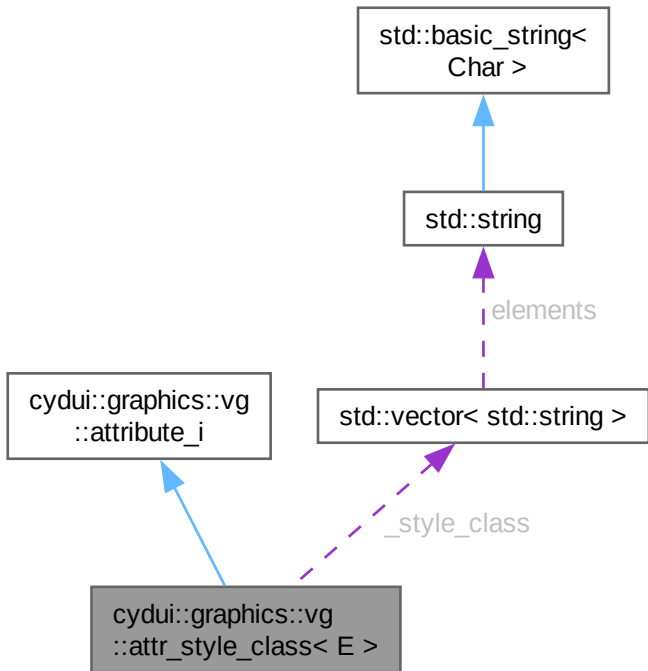 std::basic_string<
Char >
std::string
elements
cydui::graphics::vg
::attribute_i
std::vector< std::string >
_style_class
cydui::graphics::vg
::attr_style_class< E >